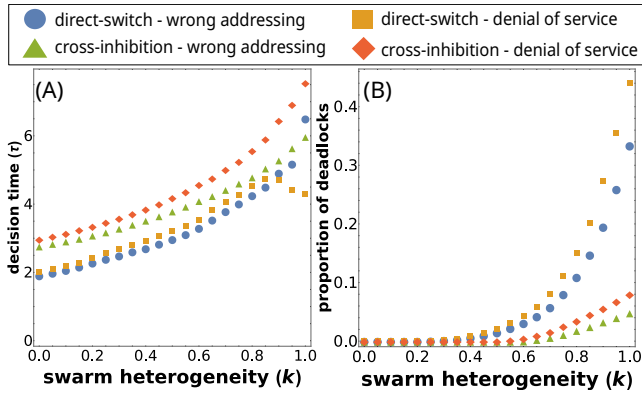 direct-switch - wrong addressing
direct-switch - denial of service
cross-inhibition - wrong addressing
cross-inhibition - denial of service
(A)
decision time (τ)
6
4
2
0
0.0 0.2 0.4 0.6 0.8 1.0
swarm heterogeneity (k)
(B)
proportion of deadlocks
0.4
0.3
0.2
0.1
0.0
0.0 0.2 0.4 0.6 0.8 1.0
swarm heterogeneity (k)